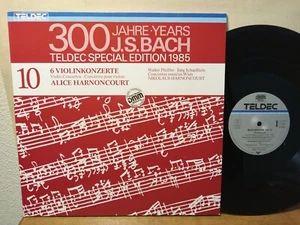 TELDEC
300 JAHRE·YEARS
J.S.BACH
TELDEC SPECIAL EDITION 1985
10
6 VIOLINKONZERTE
Violin Concertos · Concertos pour violon
ALICE HARNONCOURT
Walter Pfeiffer · Jürg Schaeftlein
Concentus musicus Wien
NIKOLAUS HARNONCOURT
DMM
TELDEC